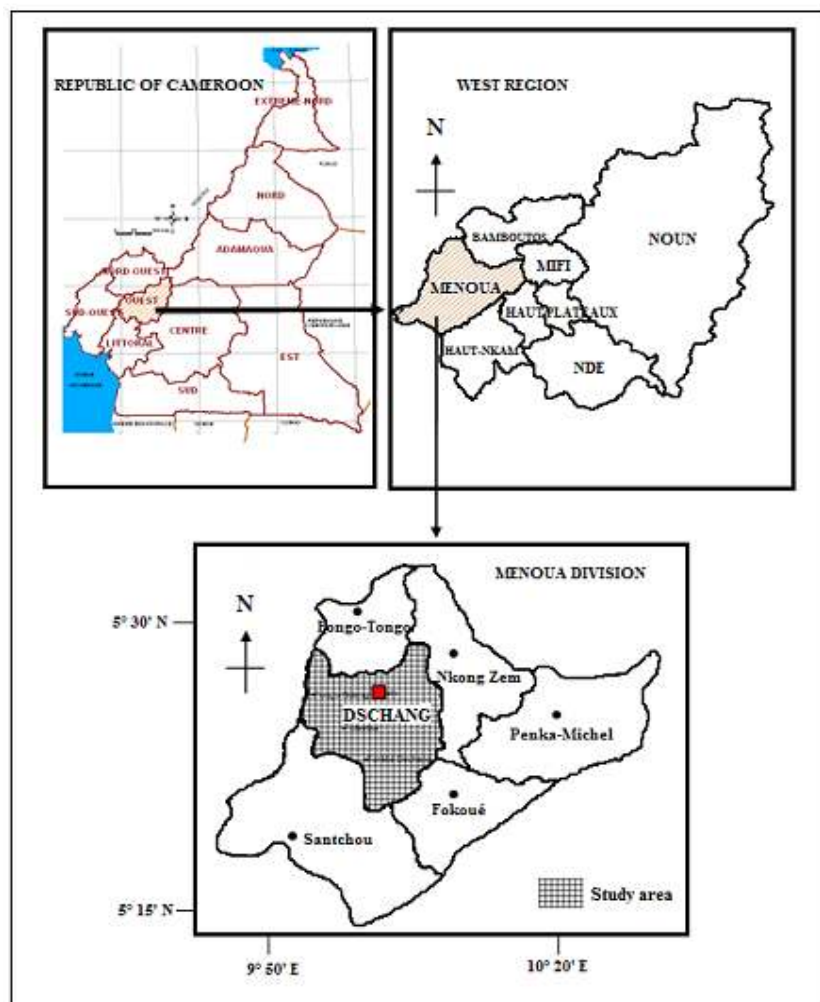 REPUBLIC OF CAMEROON
EXTREME-NORD
NORD
ADAMAOUA
NORD OUEST
OUEST
SUD-OUEST
CENTRE
LITTORAL
EST
SUD
WEST REGION
N
BAMBOUTOS
NOUN
MIFI
MENOUA
HAUT-PLATEAUX
HAUT-NKAM
NDE
MENOUA DIVISION
N
5° 30' N
Fongo-Tongo
Nkong Zem
DSCHANG
Penka-Michel
Fokoué
Santchou
Study area
5° 15' N
9° 50' E
10° 20' E